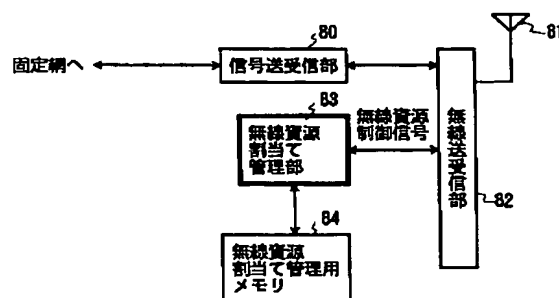 80
81
固定網へ
信号送受信部
83
無線資源
割当て
管理部
無線資源
制御信号
無線送受信部
82
84
無線資源
割当て管理用
メモリ